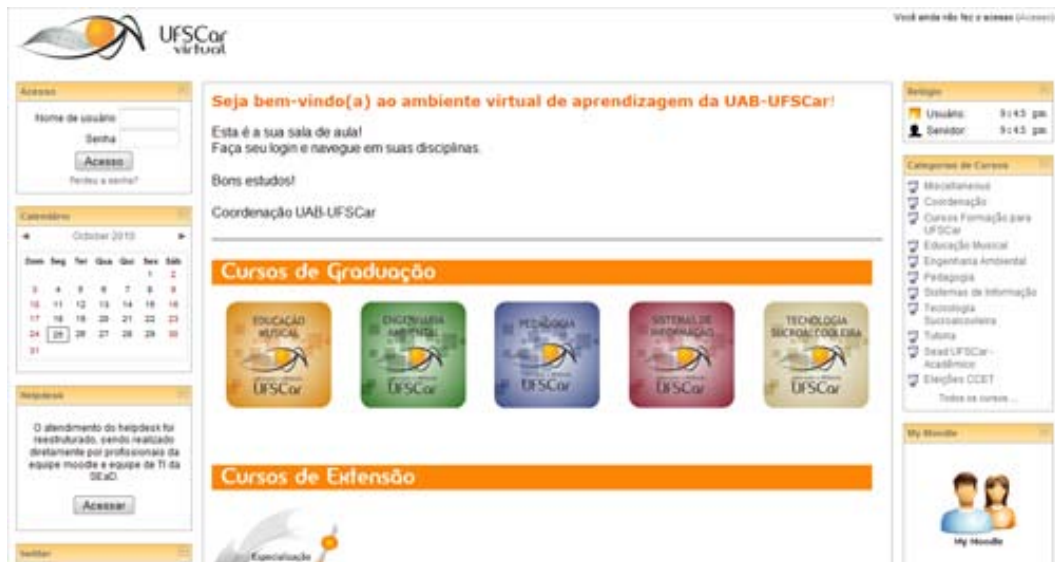 UFSCar
virtual
Você ainda não fez o acesso (Acesso)
Acesso
Nome de usuário
Senha
Acesso
Perdeu a senha?
Calendário
October 2010
Dom Seg Ter Qua Qui Sex Sáb
1 2
3 4 5 6 7 8 9
10 11 12 13 14 15 16
17 18 19 20 21 22 23
24 25 26 27 28 29 30
31
Helpdesk
O atendimento do helpdesk foi
reestruturado, sendo realizado
diretamente por profissionais da
equipe moodle e equipe de TI da
SEaD.
Acessar
twitter
Seja bem-vindo(a) ao ambiente virtual de aprendizagem da UAB-UFSCar!
Esta é a sua sala de aula!
Faça seu login e navegue em suas disciplinas.
Bons estudos!
Coordenação UAB-UFSCar
Cursos de Graduação
EDUCAÇÃO
MUSICAL
UFSCar
ENGENHARIA
AMBIENTAL
UFSCar
PEDAGOGIA
UFSCar
SISTEMAS DE
INFORMAÇÃO
UFSCar
TECNOLOGIA
SUCROALCOOLEIRA
UFSCar
Cursos de Extensão
Especialização
Relógio
Usuário: 9:43 pm
Servidor: 9:43 pm
Categorias de Cursos
Miscellaneous
Coordenação
Cursos Formação para
UFSCar
Educação Musical
Engenharia Ambiental
Pedagogia
Sistemas de Informação
Tecnologia
Sucroalcooleira
Tutoria
Sead UFSCar -
Acadêmico
Eleições CCET
Todos os cursos ...
My Moodle
My Moodle